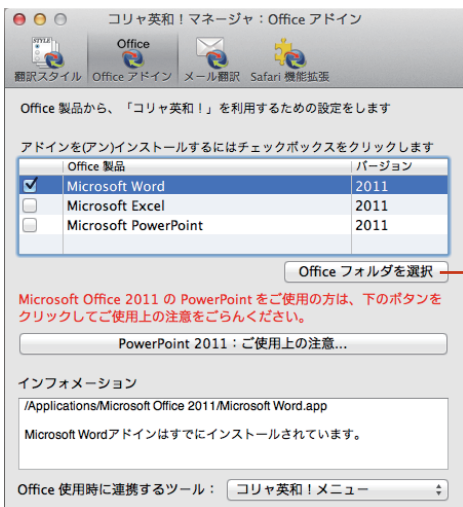 コリャ英和！マネージャ：Office アドイン
STYLE!
Office
翻訳スタイル
Office アドイン
メール翻訳
Safari 機能拡張
Office 製品から、「コリャ英和！」を利用するための設定をします
アドインを(アン)インストールするにはチェックボックスをクリックします
Office 製品 バージョン
Microsoft Word 2011
Microsoft Excel 2011
Microsoft PowerPoint 2011
Office フォルダを選択
Microsoft Office 2011 の PowerPoint をご使用の方は、下のボタンを
クリックしてご使用上の注意をごらんください。
PowerPoint 2011：ご使用上の注意...
インフォメーション
/Applications/Microsoft Office 2011/Microsoft Word.app
Microsoft Wordアドインはすでにインストールされています。
Office 使用時に連携するツール： コリャ英和！メニュー